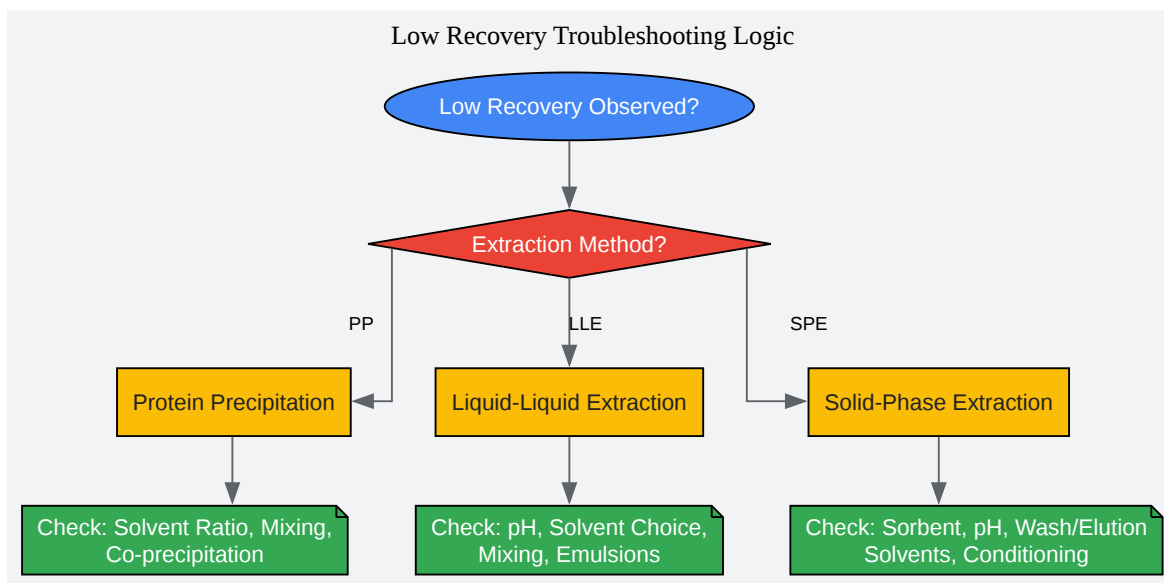 Low Recovery Troubleshooting Logic
Low Recovery Observed?
Extraction Method?
PP
LLE
SPE
Protein Precipitation
Liquid-Liquid Extraction
Solid-Phase Extraction
Check: Solvent Ratio, Mixing,
Co-precipitation
Check: pH, Solvent Choice,
Mixing, Emulsions
Check: Sorbent, pH, Wash/Elution
Solvents, Conditioning